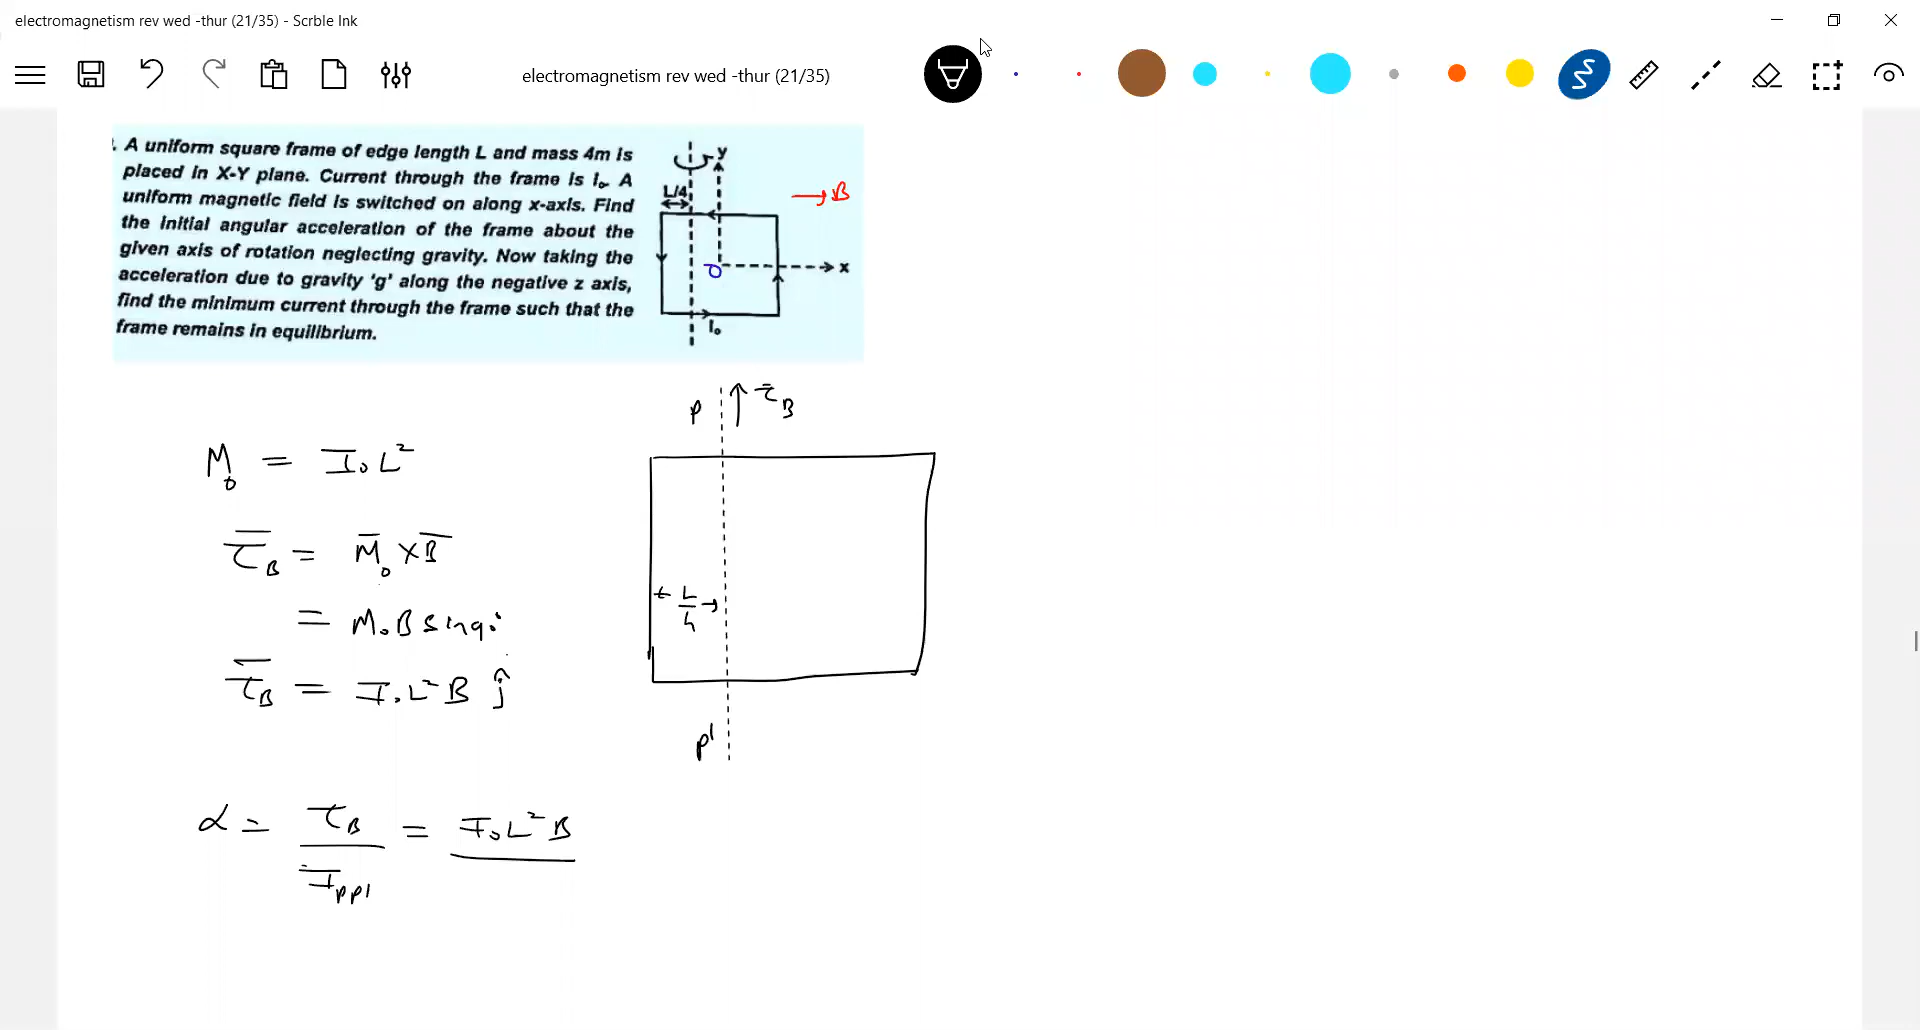 electromagnetism rev wed -thur (21/35) - Scrble Ink
electromagnetism rev wed -thur (21/35)
. A uniform square frame of edge length L and mass 4m is
placed in X-Y plane. Current through the frame is I₀. A
uniform magnetic field is switched on along x-axis. Find
the initial angular acceleration of the frame about the
given axis of rotation neglecting gravity. Now taking the
acceleration due to gravity 'g' along the negative z axis,
find the minimum current through the frame such that the
frame remains in equilibrium.
y
L/4
→ B
O
x
I₀
P ↑ τ̄_B
M₀ = I₀L²
τ̄_B = M̄₀ × B̄
= M₀B sin90°
τ̄_B = I₀L²B ĵ
← L/4 →
P'
α = τ_B / I_PP' = I₀L²B